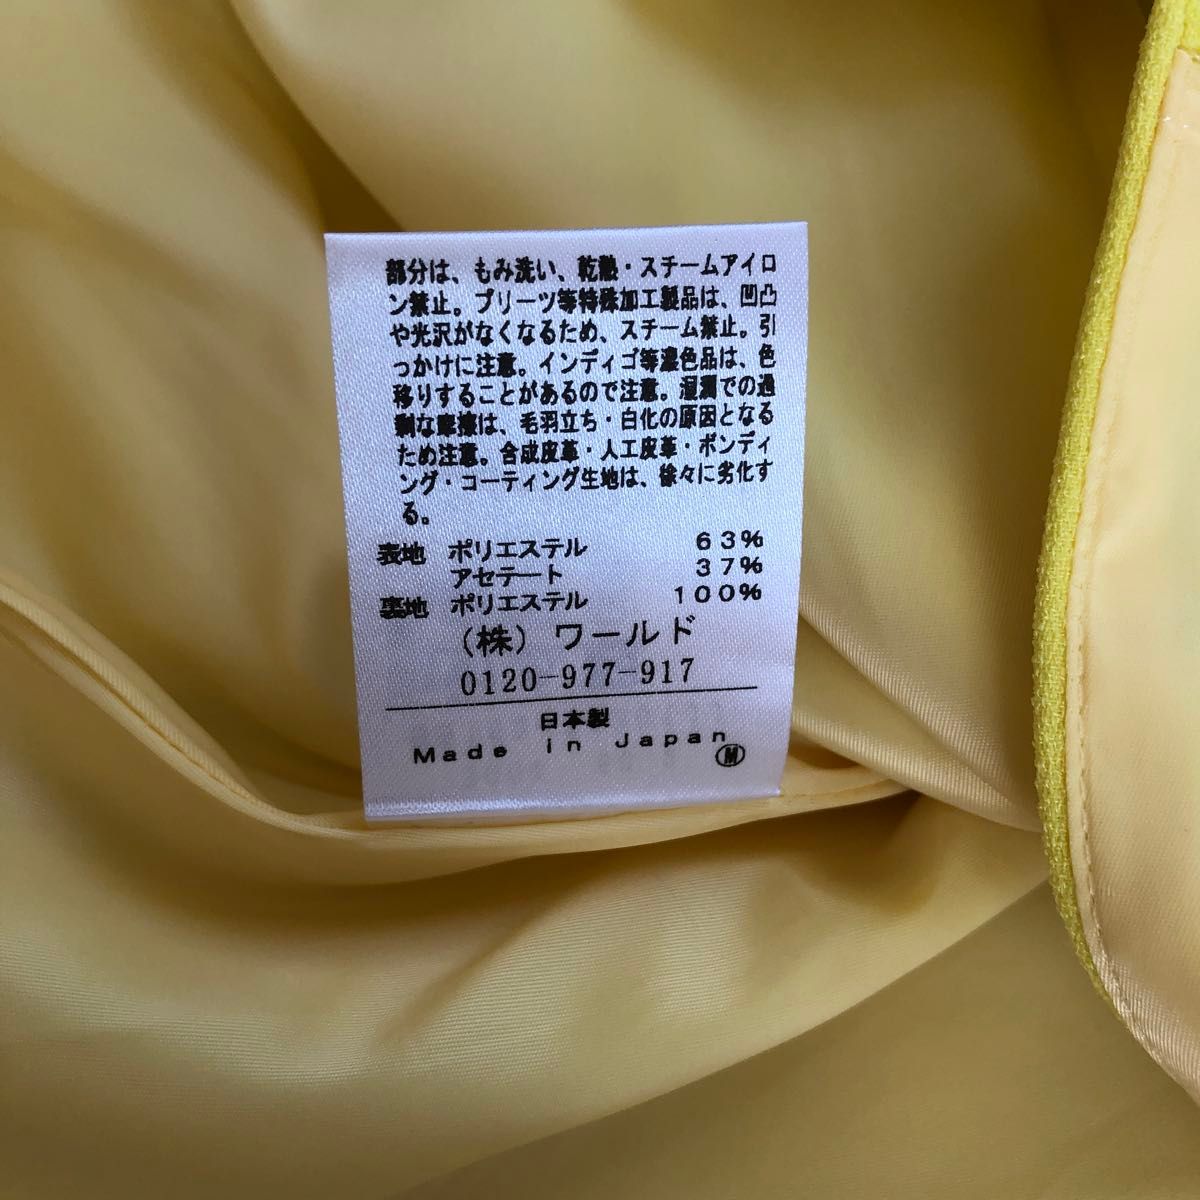 部分は、もみ洗い、乾熱・スチームアイロ
ン禁止。プリーツ等特殊加工製品は、凹凸
や光沢がなくなるため、スチーム禁止。引
っかけに注意。インディゴ等濃色品は、色
移りすることがあるので注意。湿潤での過
剰な摩擦は、毛羽立ち・白化の原因となる
ため注意。合成皮革・人工皮革・ボンディ
ング・コーティング生地は、徐々に劣化す
る。
表地 ポリエステル 63%
アセテート 37%
裏地 ポリエステル 100%
(株) ワールド
0120-977-917
日本製
Made in Japan Ⓜ